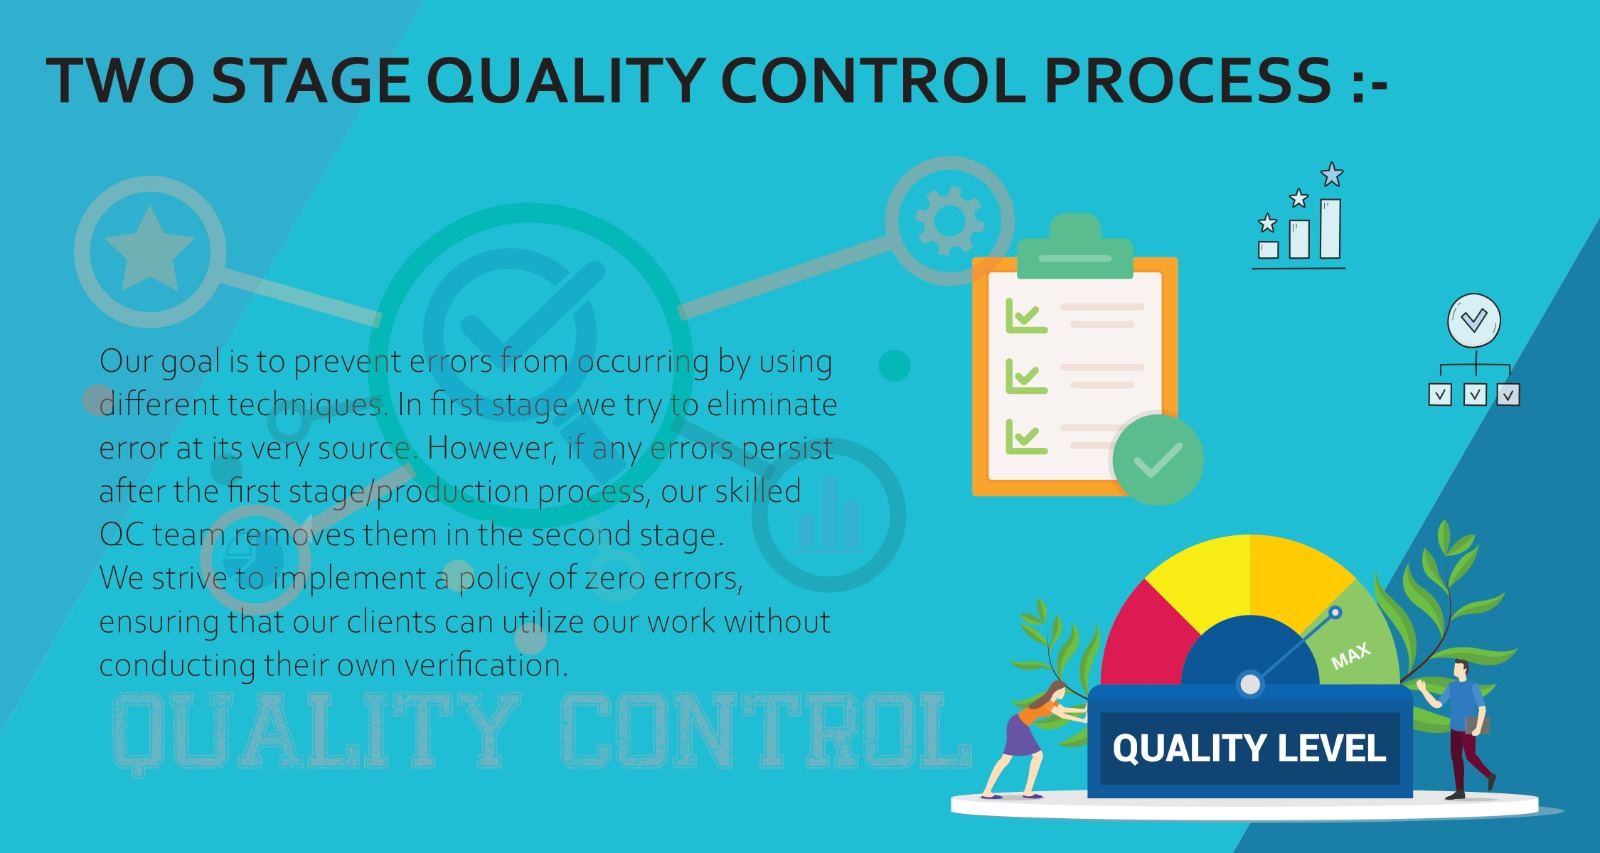 TWO STAGE QUALITY CONTROL PROCESS :-
Our goal is to prevent errors from occurring by using
different techniques. In first stage we try to eliminate
error at its very source. However, if any errors persist
after the first stage/production process, our skilled
QC team removes them in the second stage.
We strive to implement a policy of zero errors,
ensuring that our clients can utilize our work without
conducting their own verification.
QUALITY CONTROL
MAX
QUALITY LEVEL